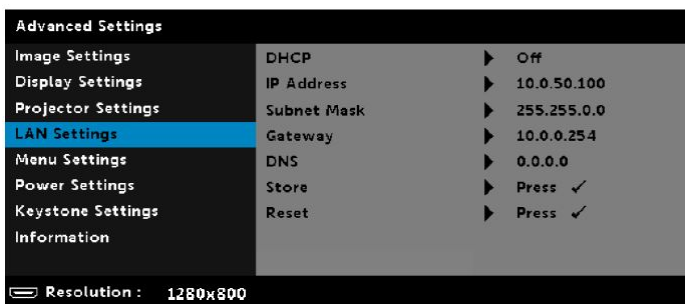 Advanced Settings
Image Settings DHCP Off
Display Settings IP Address 10.0.50.100
Projector Settings Subnet Mask 255.255.0.0
LAN Settings Gateway 10.0.0.254
Menu Settings DNS 0.0.0.0
Power Settings Store Press ✓
Keystone Settings Reset Press ✓
Information
Resolution : 1280x800